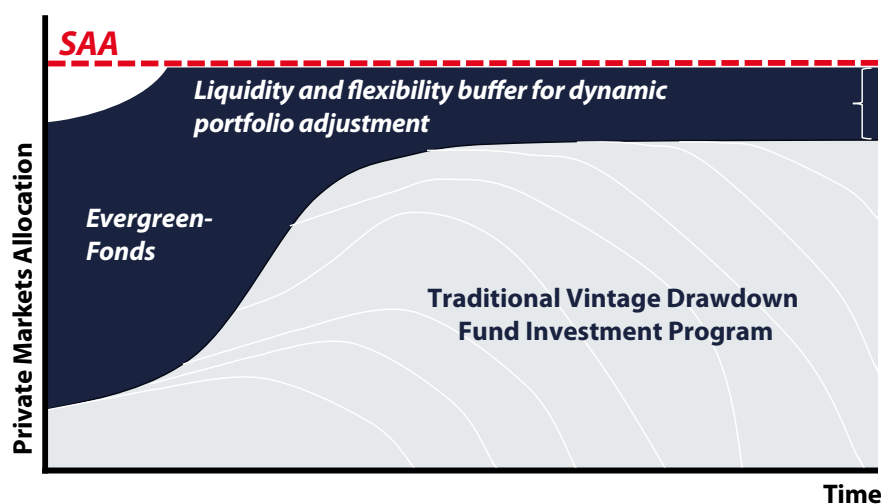 SAA
Liquidity and flexibility buffer for dynamic
portfolio adjustment
Evergreen-
Fonds
Traditional Vintage Drawdown
Fund Investment Program
Private Markets Allocation
Time